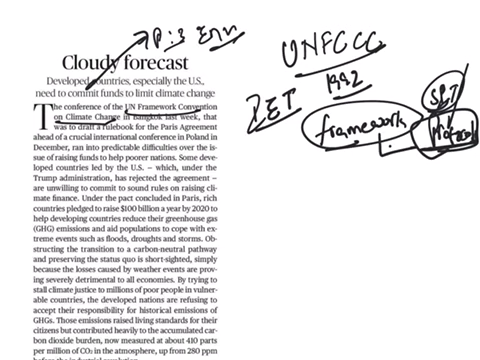 UNFCCC
1992
framework
Cloudy forecast
Developed countries, especially the U.S.,
need to commit funds to limit climate change
The conference of the UN Framework Convention
on Climate Change in Bangkok last week, that
was to draft a rulebook for the Paris Agreement
ahead of a crucial international conference in Poland in
December, ran into predictable difficulties over the
issue of raising funds to help poorer nations. Some deve-
loped countries led by the U.S. – which, under the
Trump administration, has rejected the agreement –
are unwilling to commit to sound rules on raising cli-
mate finance. Under the pact concluded in Paris, rich
countries pledged to raise $100 billion a year by 2020 to
help developing countries reduce their greenhouse gas
(GHG) emissions and aid populations to cope with ex-
treme events such as floods, droughts and storms. Ob-
structing the transition to a carbon-neutral pathway
and preserving the status quo is short-sighted, simply
because the losses caused by weather events are prov-
ing severely detrimental to all economies. By trying to
stall climate justice to millions of poor people in vulner-
able countries, the developed nations are refusing to
accept their responsibility for historical emissions of
GHGs. Those emissions raised living standards for their
citizens but contributed heavily to the accumulated car-
bon dioxide burden, now measured at about 410 parts
per million of CO₂ in the atmosphere, up from 280 ppm